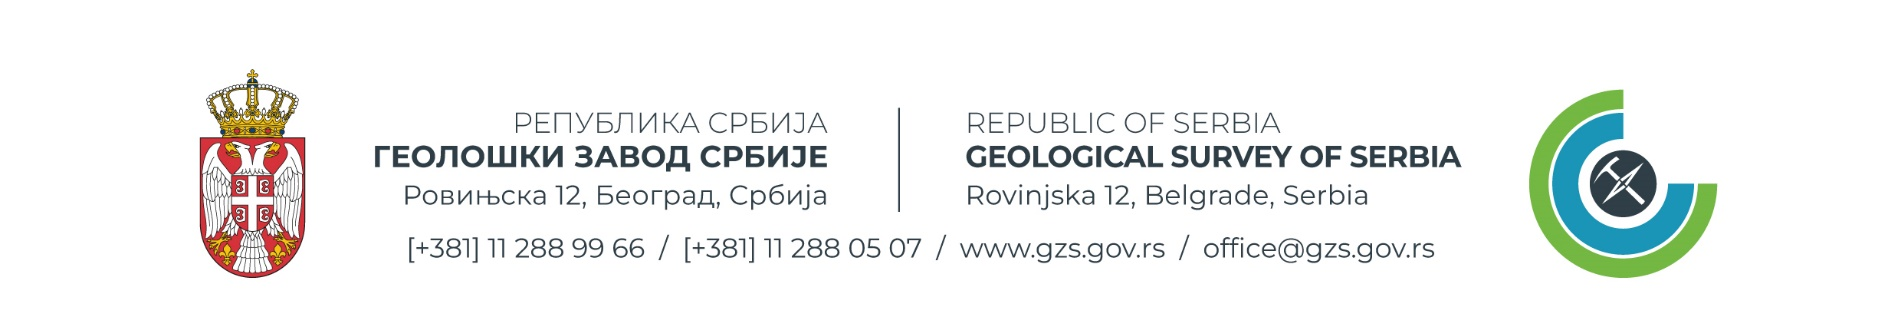 РЕПУБЛИКА СРБИЈА
ГЕОЛОШКИ ЗАВОД СРБИЈЕ
Ровињска 12, Београд, Србија
REPUBLIC OF SERBIA
GEOLOGICAL SURVEY OF SERBIA
Rovinjska 12, Belgrade, Serbia
[+381] 11 288 99 66 / [+381] 11 288 05 07 / www.gzs.gov.rs / office@gzs.gov.rs